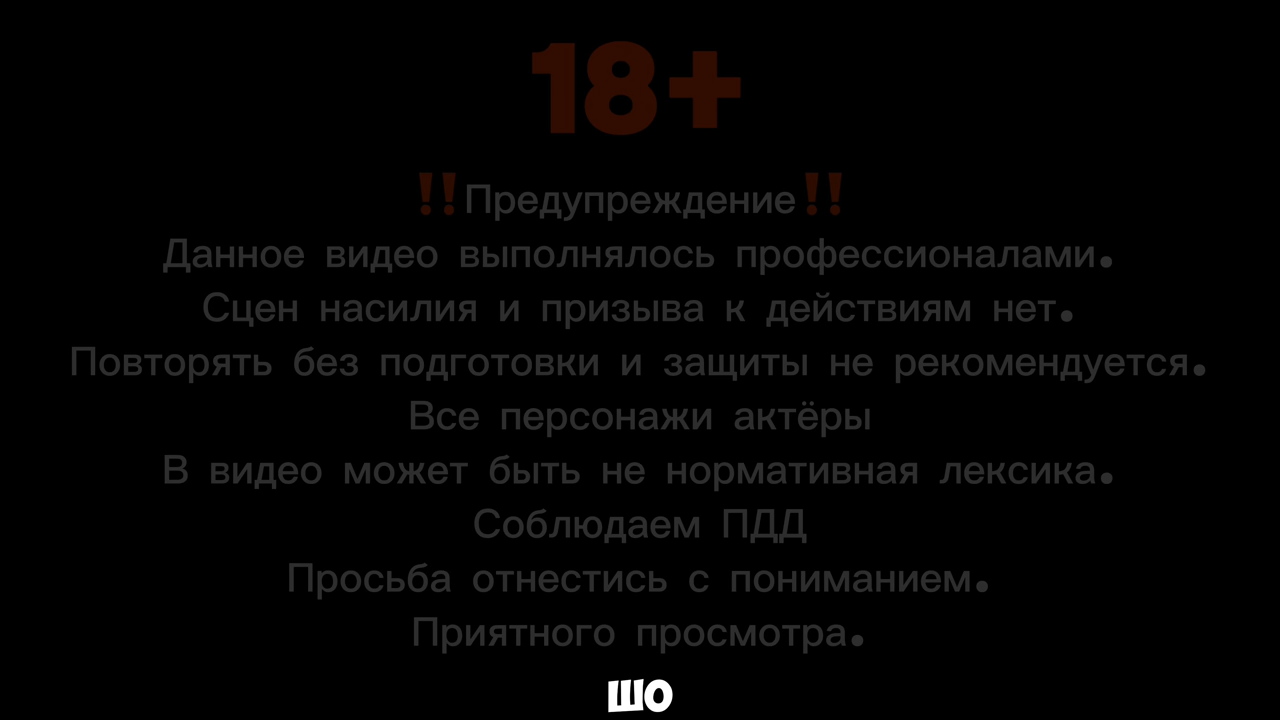 18+
‼Предупреждение‼
Данное видео выполнялось профессионалами.
Сцен насилия и призыва к действиям нет.
Повторять без подготовки и защиты не рекомендуется.
Все персонажи актёры
В видео может быть не нормативная лексика.
Соблюдаем ПДД
Просьба отнестись с пониманием.
Приятного просмотра.
ШО